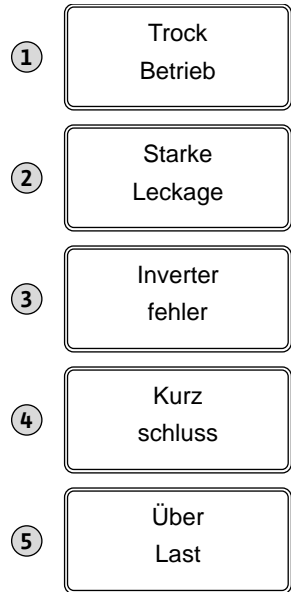 1
Trock
Betrieb
2
Starke
Leckage
3
Inverter
fehler
4
Kurz
schluss
5
Über
Last